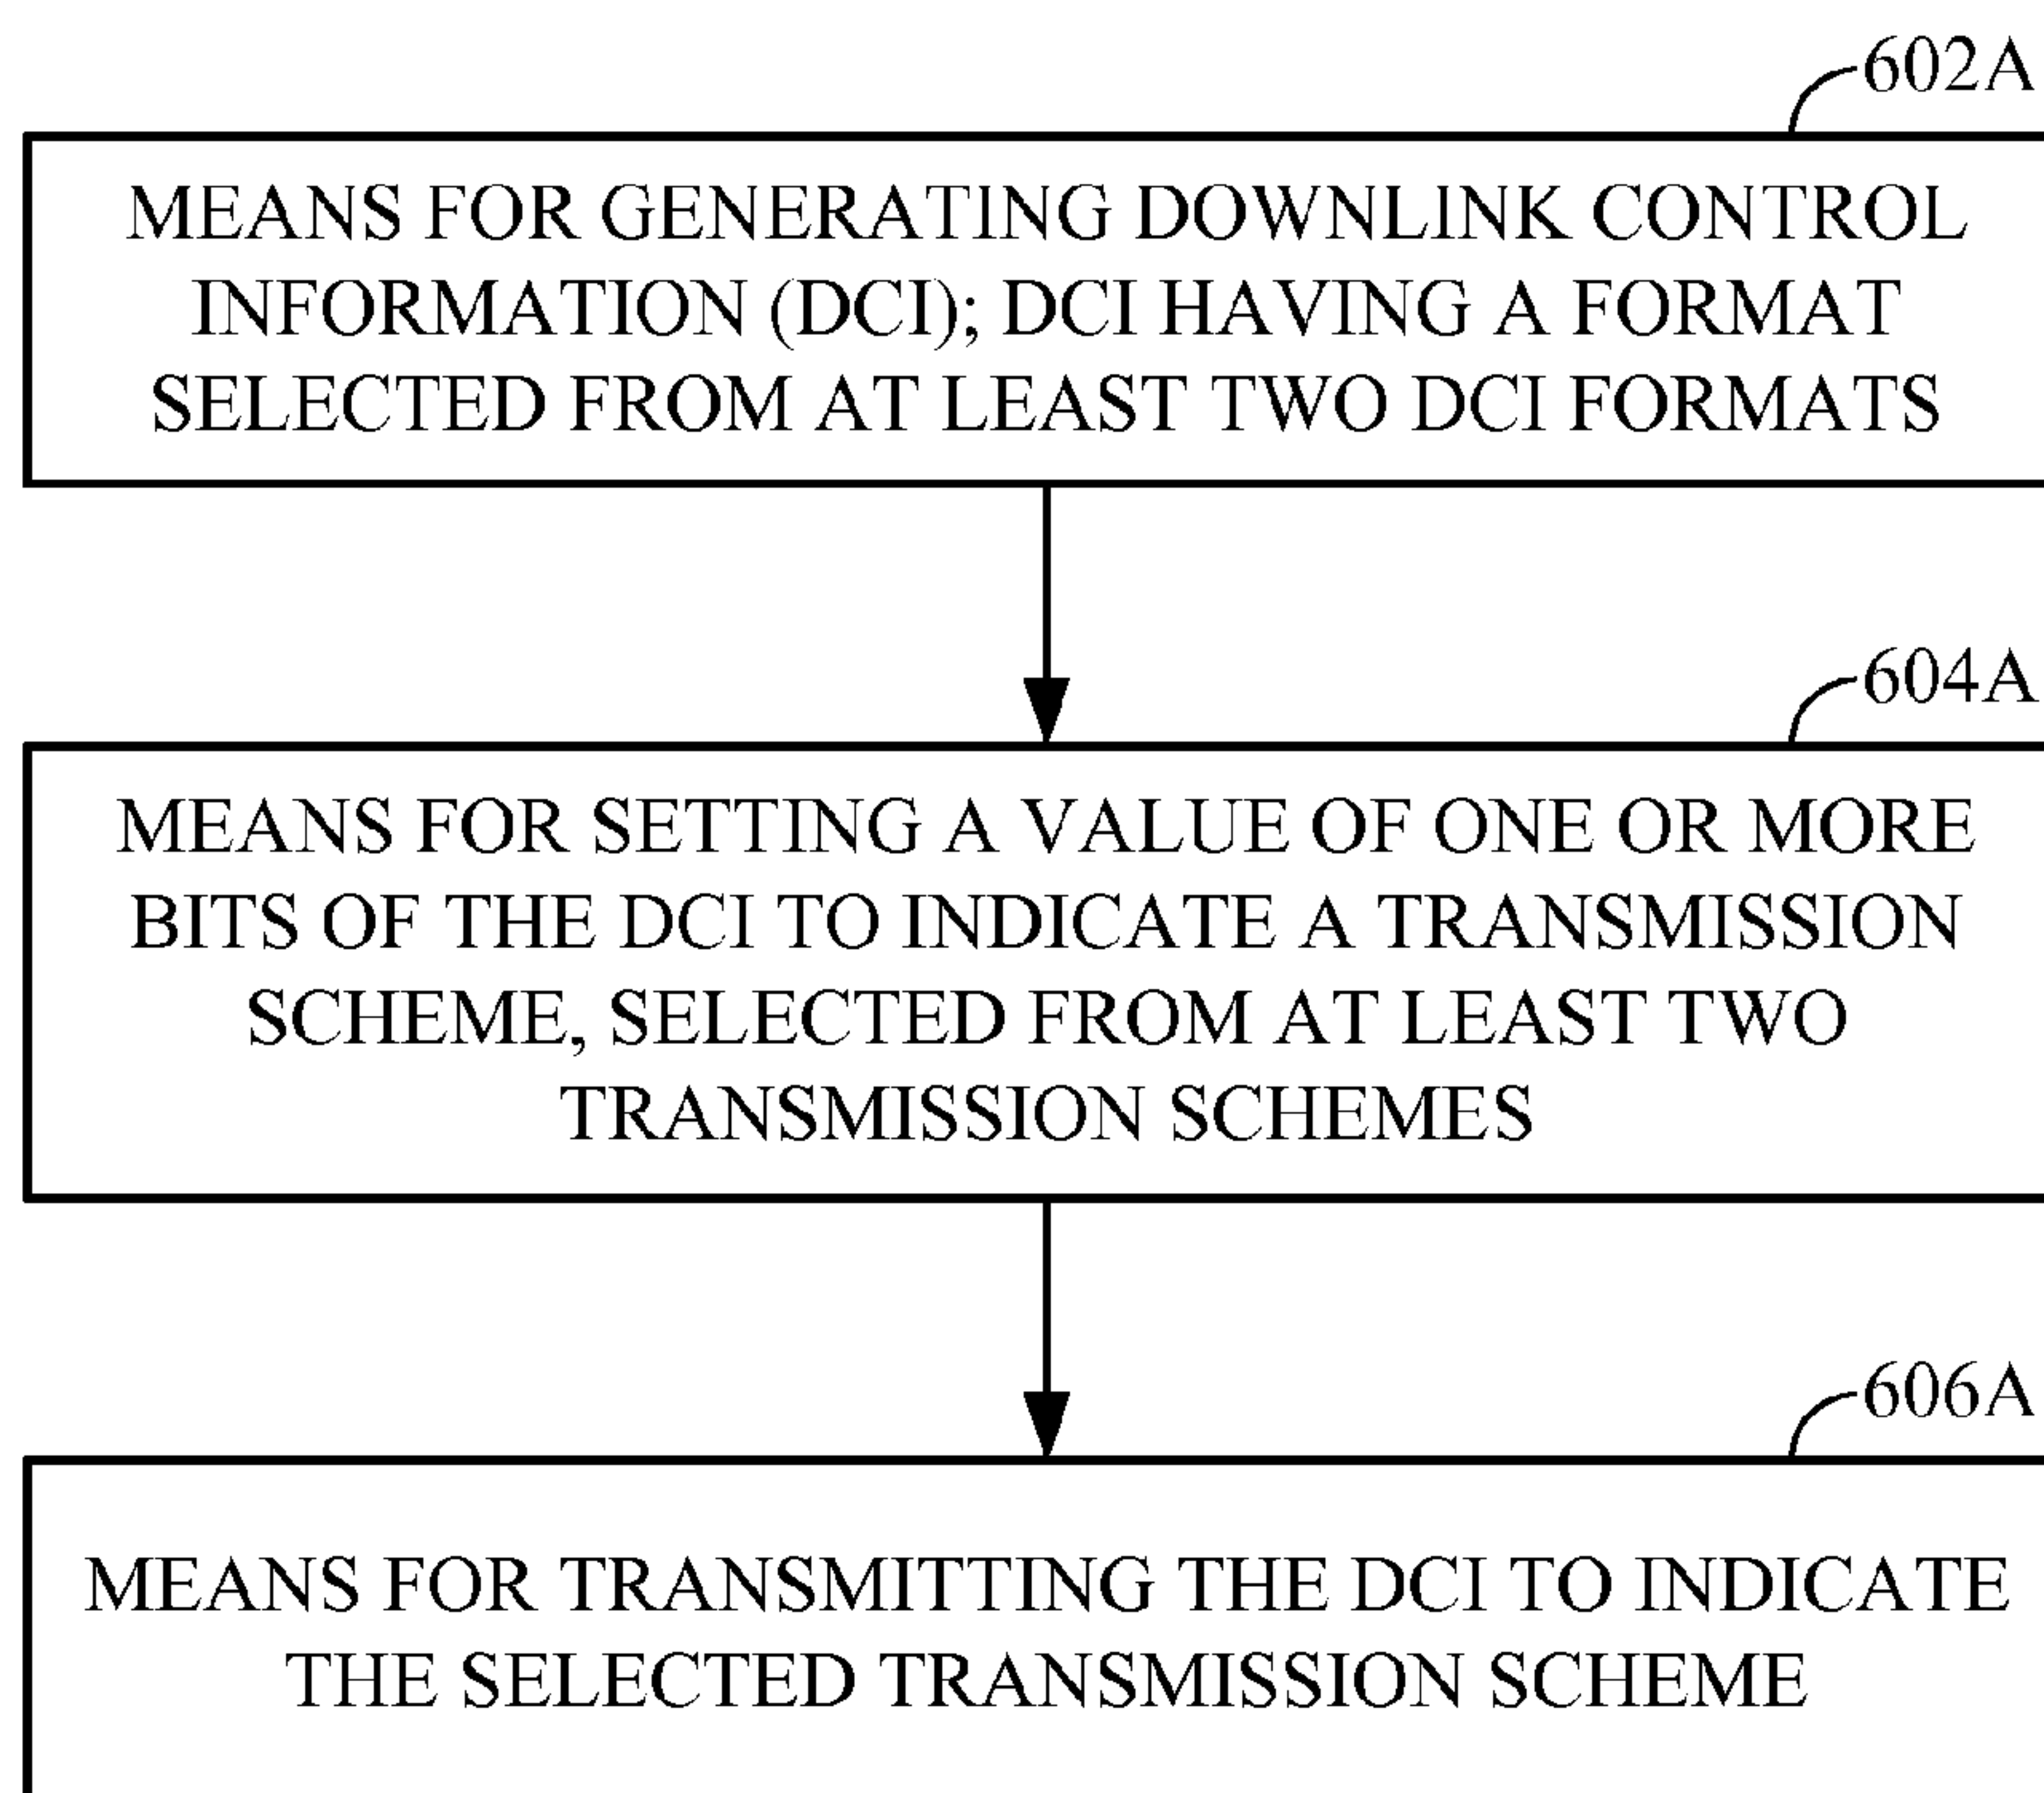 602A
MEANS FOR GENERATING DOWNLINK CONTROL
INFORMATION (DCI); DCI HAVING A FORMAT
SELECTED FROM AT LEAST TWO DCI FORMATS
604A
MEANS FOR SETTING A VALUE OF ONE OR MORE
BITS OF THE DCI TO INDICATE A TRANSMISSION
SCHEME, SELECTED FROM AT LEAST TWO
TRANSMISSION SCHEMES
606A
MEANS FOR TRANSMITTING THE DCI TO INDICATE
THE SELECTED TRANSMISSION SCHEME